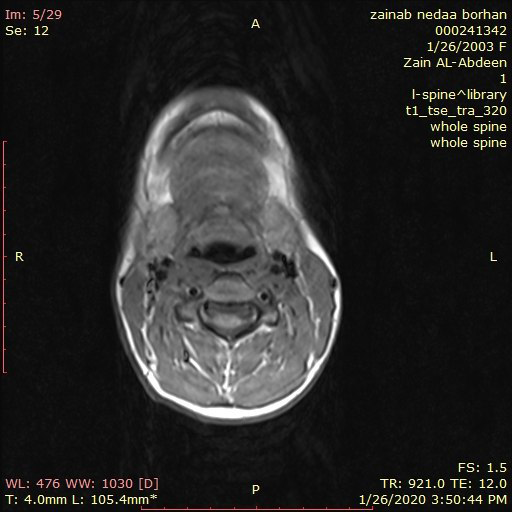 Im: 5/29
Se: 12
A
zainab nedaa borhan
000241342
1/26/2003 F
Zain AL-Abdeen
1
l-spine^library
t1_tse_tra_320
whole spine
whole spine
R
L
WL: 476 WW: 1030 [D]
T: 4.0mm L: 105.4mm*
P
FS: 1.5
TR: 921.0 TE: 12.0
1/26/2020 3:50:44 PM